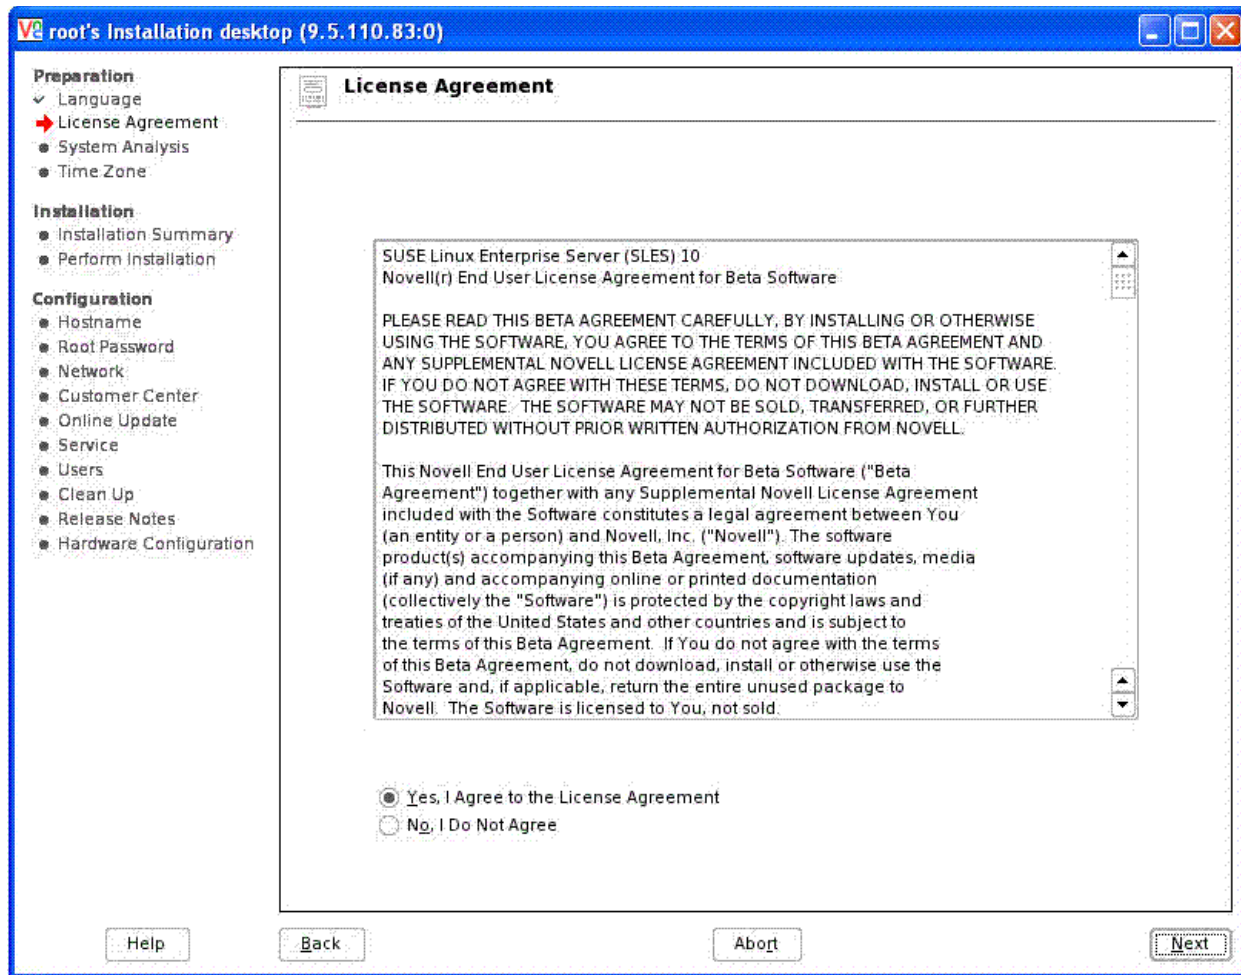 root's Installation desktop (9.5.110.83:0)
Preparation
Language
License Agreement
System Analysis
Time Zone
Installation
Installation Summary
Perform Installation
Configuration
Hostname
Root Password
Network
Customer Center
Online Update
Service
Users
Clean Up
Release Notes
Hardware Configuration
License Agreement
SUSE Linux Enterprise Server (SLES) 10
Novell(r) End User License Agreement for Beta Software
PLEASE READ THIS BETA AGREEMENT CAREFULLY, BY INSTALLING OR OTHERWISE
USING THE SOFTWARE, YOU AGREE TO THE TERMS OF THIS BETA AGREEMENT AND
ANY SUPPLEMENTAL NOVELL LICENSE AGREEMENT INCLUDED WITH THE SOFTWARE.
IF YOU DO NOT AGREE WITH THESE TERMS, DO NOT DOWNLOAD, INSTALL OR USE
THE SOFTWARE. THE SOFTWARE MAY NOT BE SOLD, TRANSFERRED, OR FURTHER
DISTRIBUTED WITHOUT PRIOR WRITTEN AUTHORIZATION FROM NOVELL.
This Novell End User License Agreement for Beta Software ("Beta
Agreement") together with any Supplemental Novell License Agreement
included with the Software constitutes a legal agreement between You
(an entity or a person) and Novell, Inc. ("Novell"). The software
product(s) accompanying this Beta Agreement, software updates, media
(if any) and accompanying online or printed documentation
(collectively the "Software") is protected by the copyright laws and
treaties of the United States and other countries and is subject to
the terms of this Beta Agreement. If You do not agree with the terms
of this Beta Agreement, do not download, install or otherwise use the
Software and, if applicable, return the entire unused package to
Novell. The Software is licensed to You, not sold.
Yes, I Agree to the License Agreement
No, I Do Not Agree
Help
Back
Abort
Next